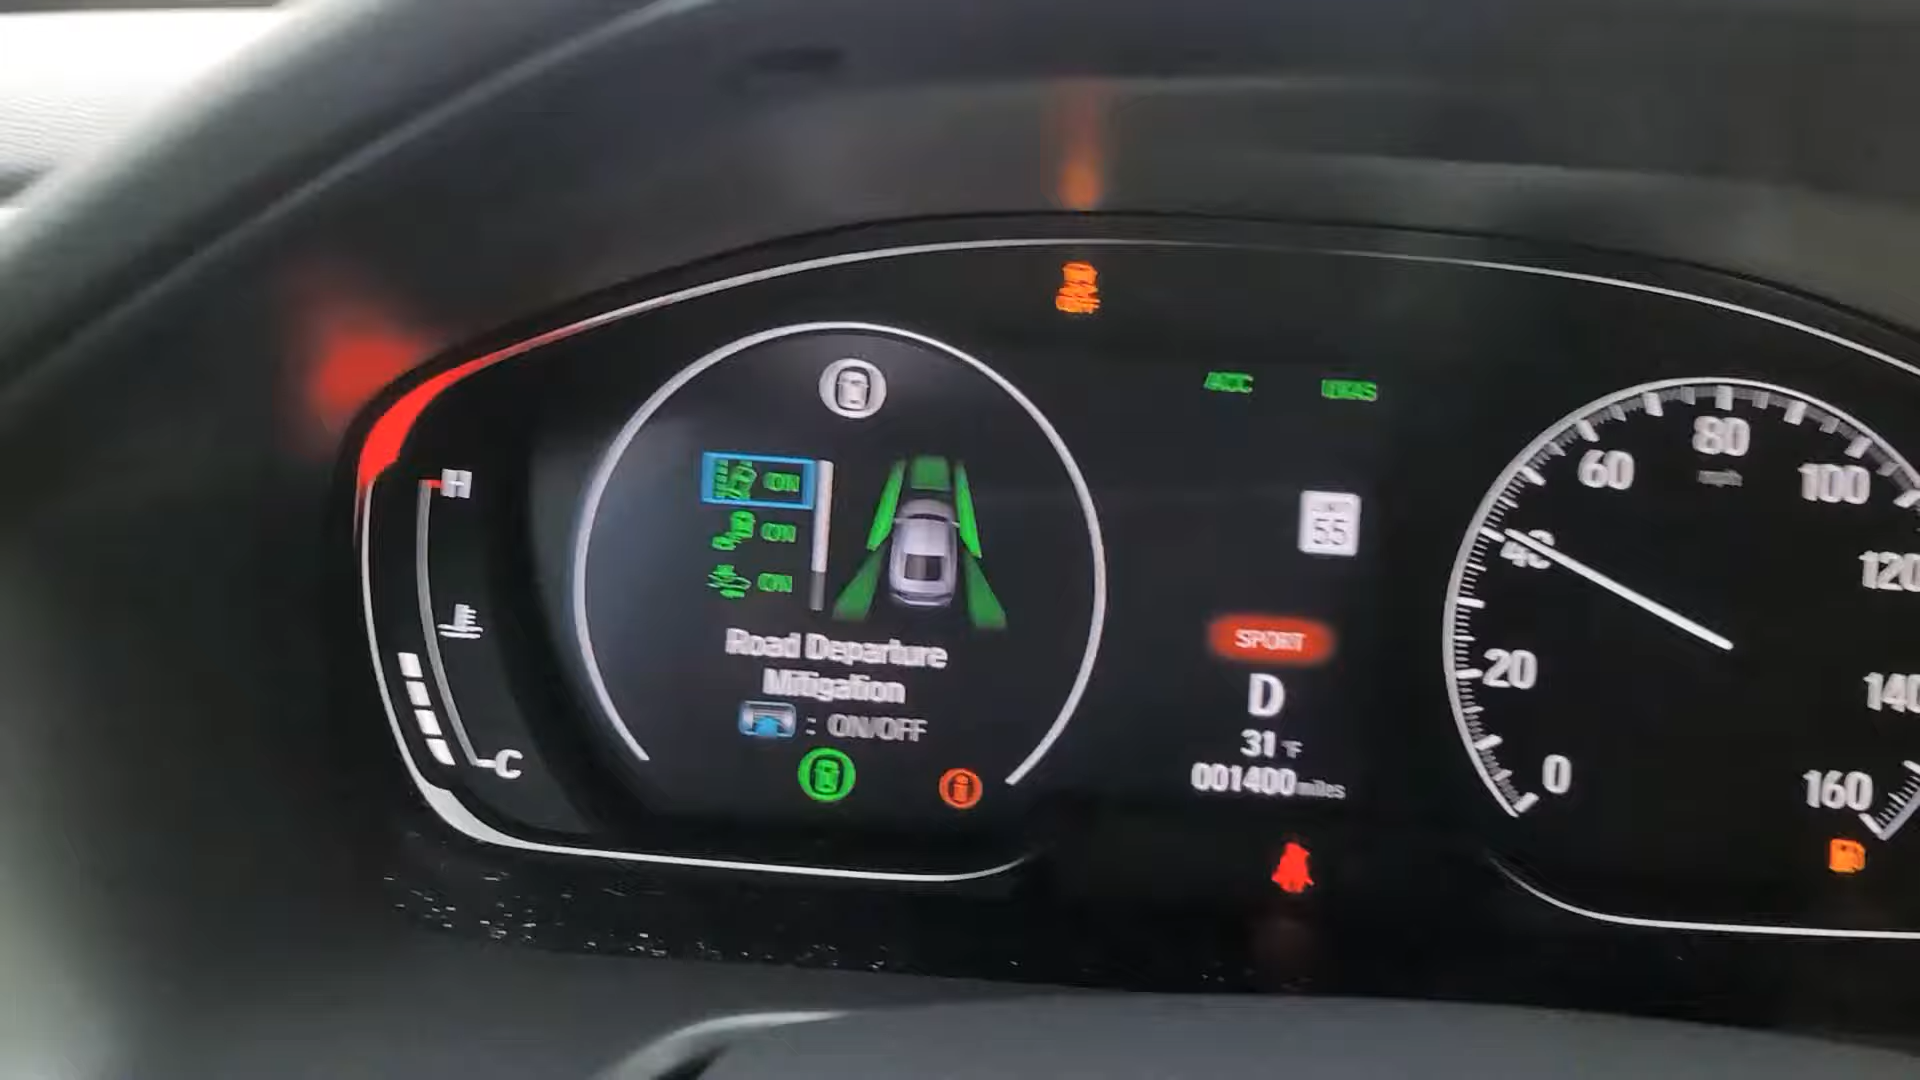 ACC LKAS
H
ON
ON
ON
Road Departure
Mitigation
: ON/OFF
C
55
SPORT
D
31 °F
001400 miles
0
20
40
60
80
mph
100
120
140
160